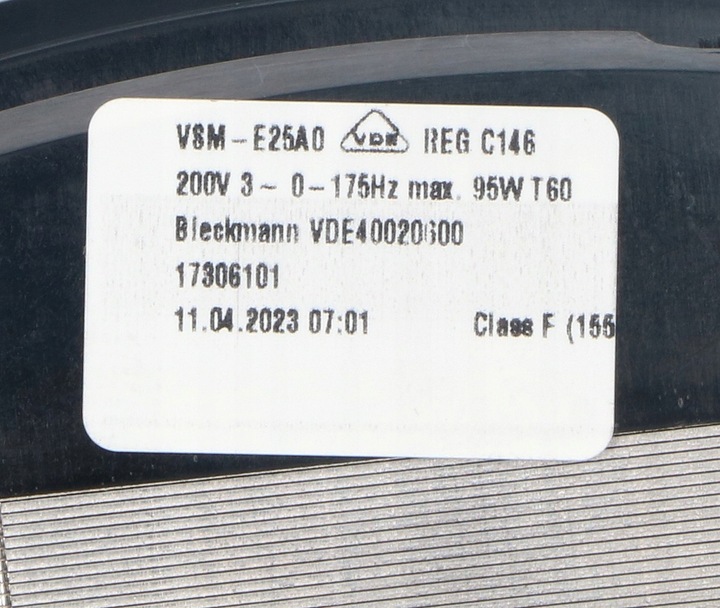 VSM - E25A0 VDE REG C146
200V 3~ 0-175Hz max. 95W T60
Bleckmann VDE40020600
17306101
11.04.2023 07:01 Class F (155